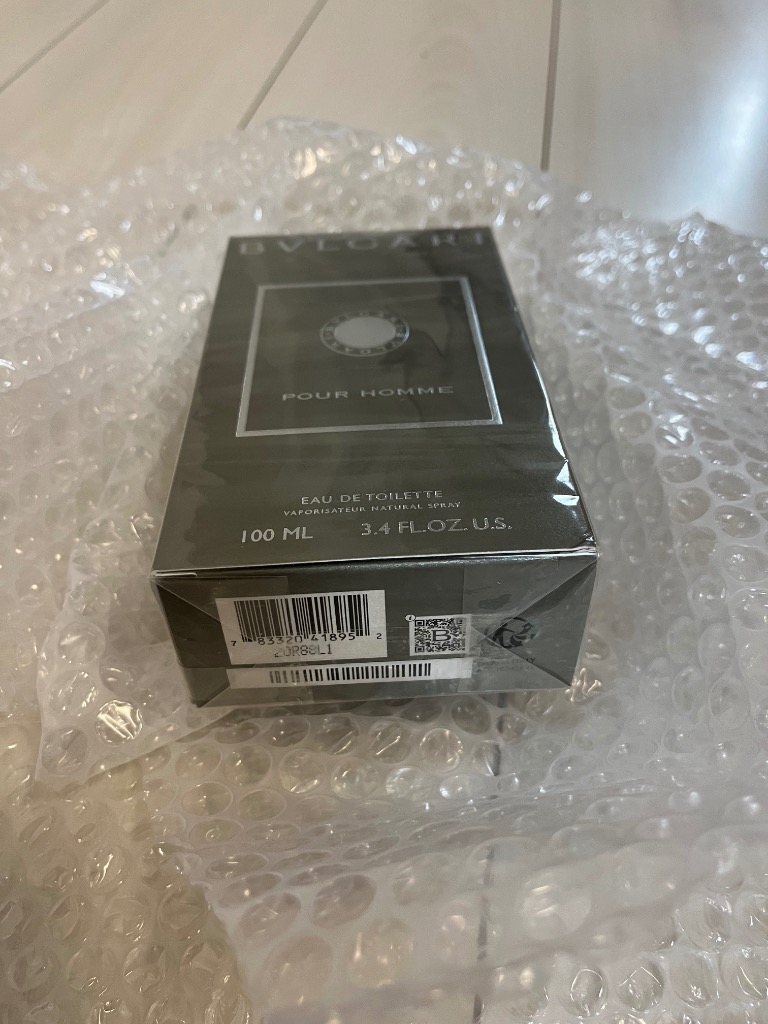 BVLGARI
POUR HOMME
EAU DE TOILETTE
VAPORISATEUR NATURAL SPRAY
100 ML 3.4 FL.OZ. U.S.
7 83320 41895 2
B